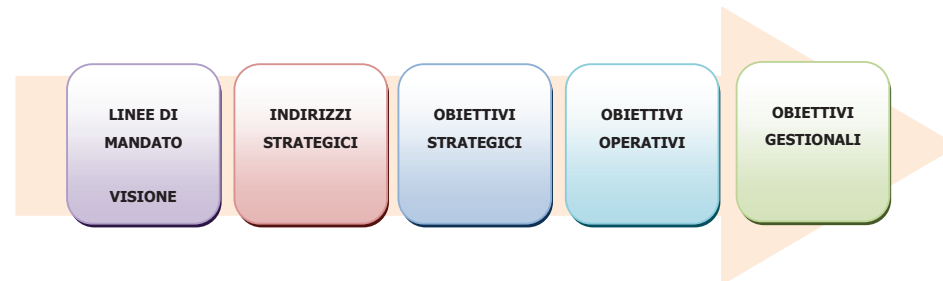 LINEE DI
MANDATO
VISIONE
INDIRIZZI
STRATEGICI
OBIETTIVI
STRATEGICI
OBIETTIVI
OPERATIVI
OBIETTIVI
GESTIONALI